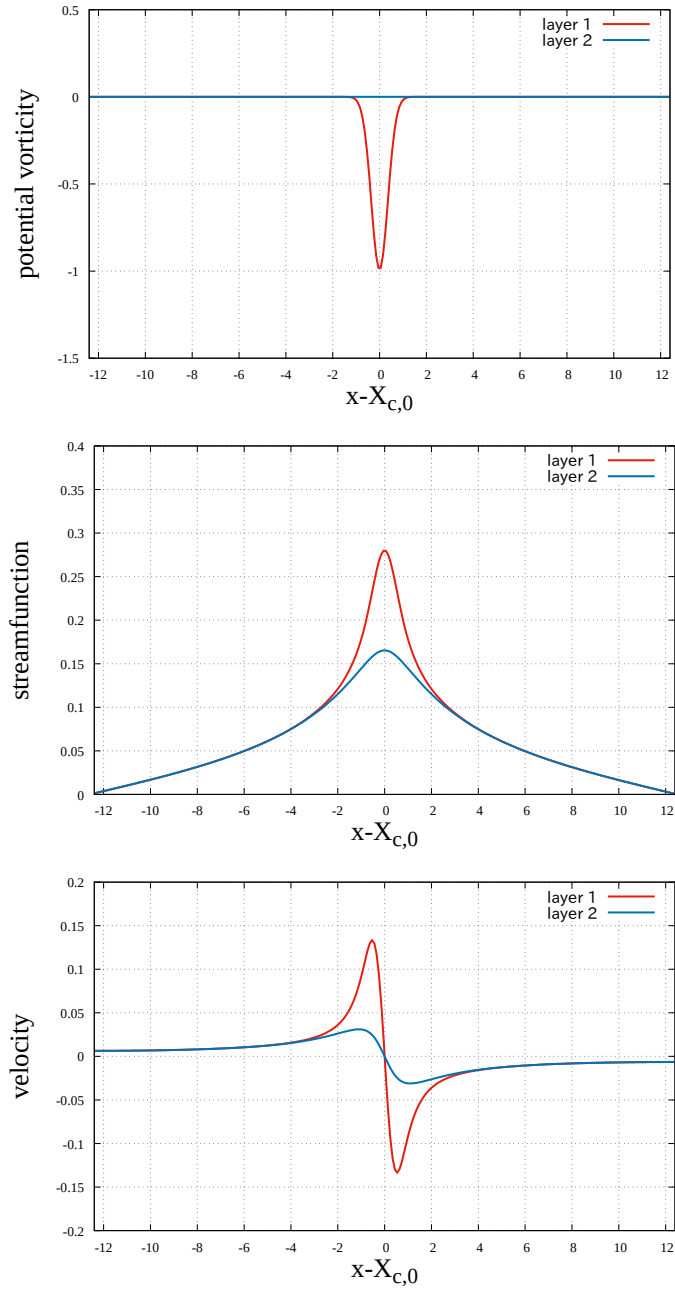 potential vorticity
0.5
0
-0.5
-1
-1.5
layer 1
layer 2
-12 -10 -8 -6 -4 -2 0 2 4 6 8 10 12
x-Xc,0
streamfunction
0.4
0.35
0.3
0.25
0.2
0.15
0.1
0.05
0
layer 1
layer 2
-12 -10 -8 -6 -4 -2 0 2 4 6 8 10 12
x-Xc,0
velocity
0.2
0.15
0.1
0.05
0
-0.05
-0.1
-0.15
-0.2
layer 1
layer 2
-12 -10 -8 -6 -4 -2 0 2 4 6 8 10 12
x-Xc,0